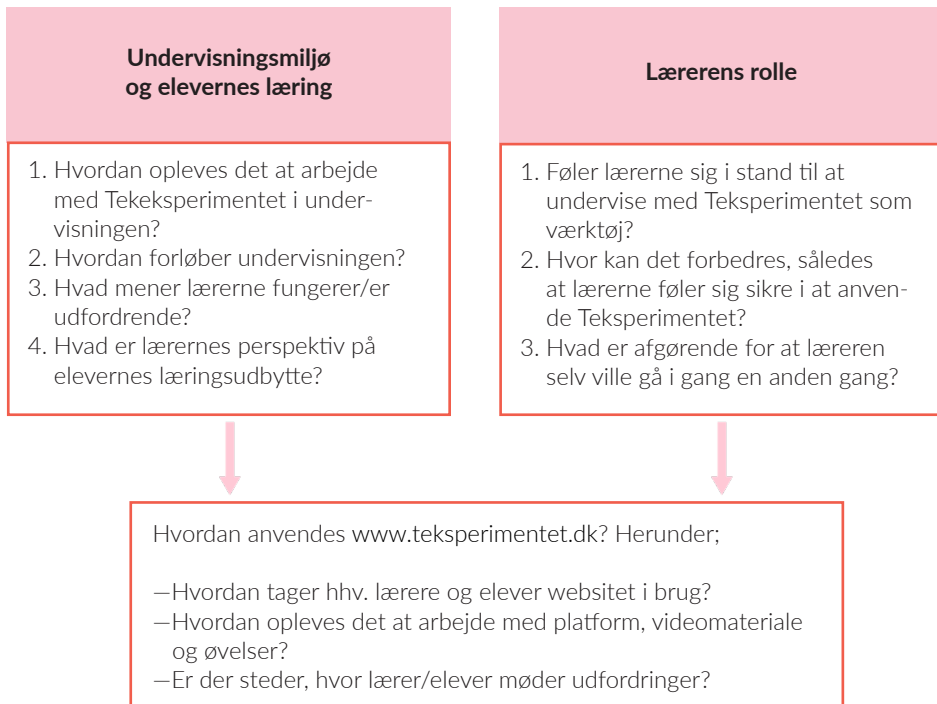 Undervisningsmiljø
og elevernes læring
1. Hvordan opleves det at arbejde
med Tekeksperimentet i under-
visningen?
2. Hvordan forløber undervisningen?
3. Hvad mener lærerne fungerer/er
udfordrende?
4. Hvad er lærernes perspektiv på
elevernes læringsudbytte?
Lærerens rolle
1. Føler lærerne sig i stand til at
undervise med Teksperimentet som
værktøj?
2. Hvor kan det forbedres, således
at lærerne føler sig sikre i at anven-
de Teksperimentet?
3. Hvad er afgørende for at læreren
selv ville gå i gang en anden gang?
Hvordan anvendes www.teksperimentet.dk? Herunder;
—Hvordan tager hhv. lærere og elever websitet i brug?
—Hvordan opleves det at arbejde med platform, videomateriale
og øvelser?
—Er der steder, hvor lærer/elever møder udfordringer?